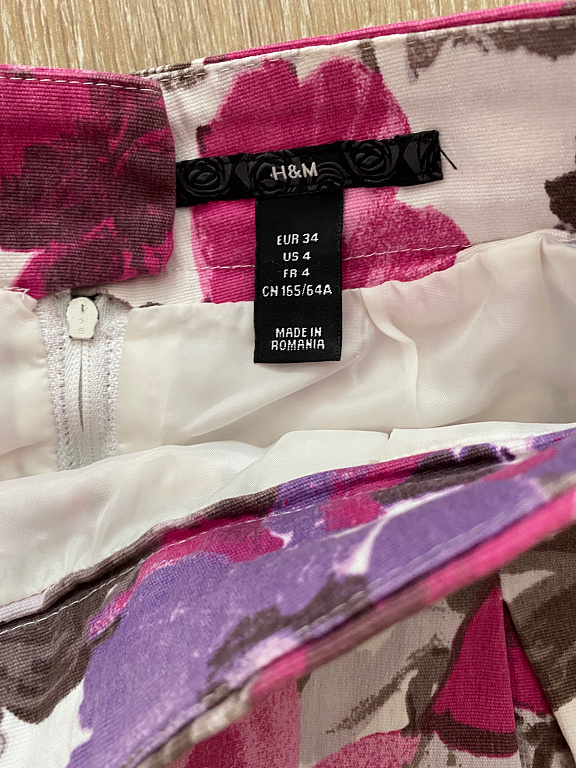 H&M
EUR 34
US 4
FR 4
CN 165/64A
MADE IN
ROMANIA